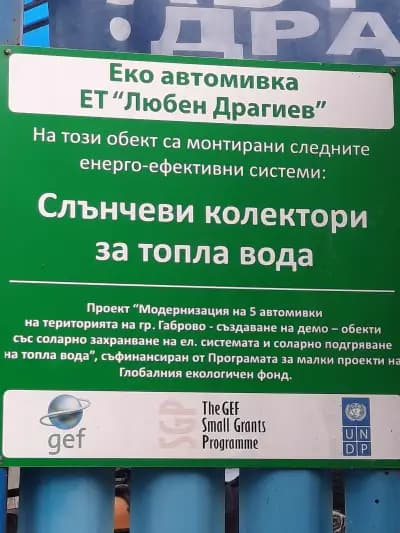 ДРА
Еко автомивка
ЕТ "Любен Драгиев"
На този обект са монтирани следните
енерго-ефективни системи:
Слънчеви колектори
за топла вода
Проект "Модернизация на 5 автомивки
на територията на гр. Габрово - създаване на демо – обекти
със соларно захранване на ел. системата и соларно подгряване
на топла вода", съфинансиран от Програмата за малки проекти на
Глобалния екологичен фонд.
gef
SGP
The GEF
Small Grants
Programme
U N
D P